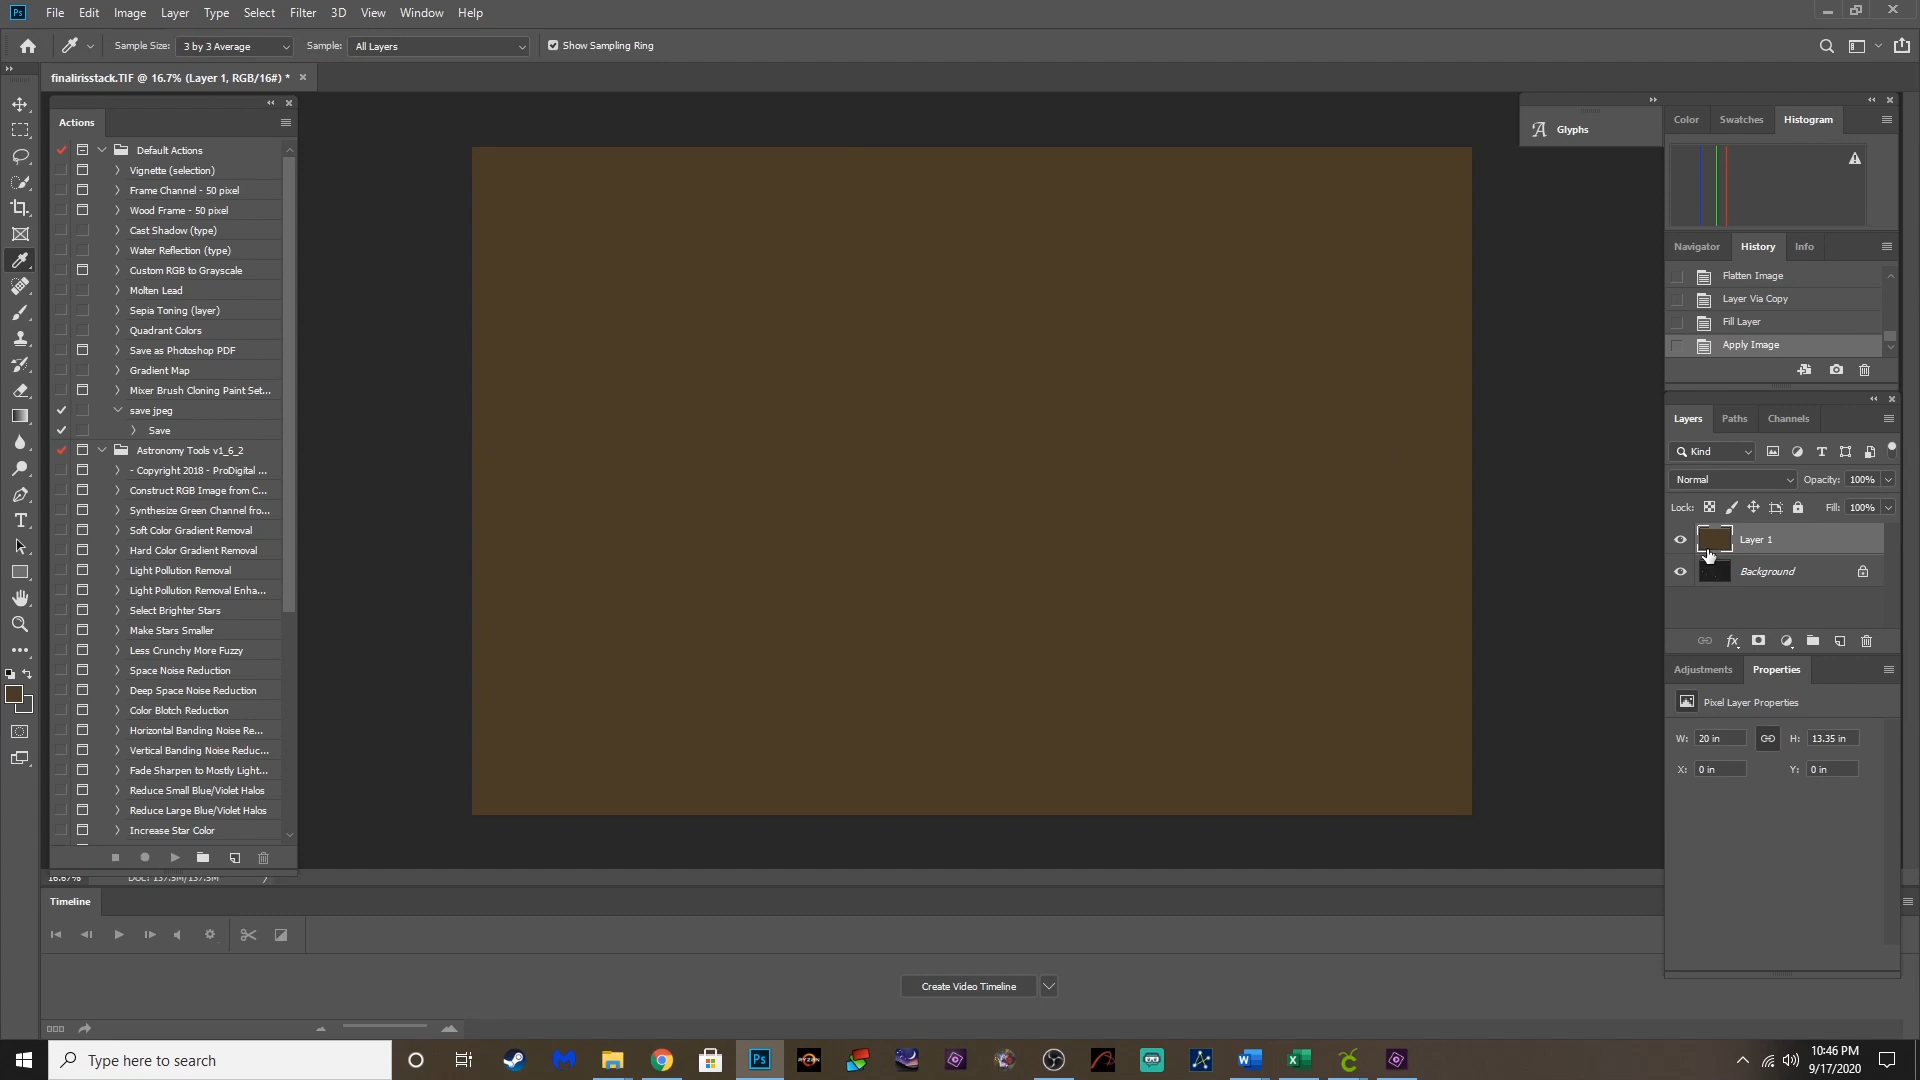 Ps File Edit Image Layer Type Select Filter 3D View Window Help
Sample Size: 3 by 3 Average Sample: All Layers Show Sampling Ring
finalirisstack.TIF @ 16.7% (Layer 1, RGB/16#) *
Actions
Default Actions
Vignette (selection)
Frame Channel - 50 pixel
Wood Frame - 50 pixel
Cast Shadow (type)
Water Reflection (type)
Custom RGB to Grayscale
Molten Lead
Sepia Toning (layer)
Quadrant Colors
Save as Photoshop PDF
Gradient Map
Mixer Brush Cloning Paint Set...
save jpeg
Save
Astronomy Tools v1_6_2
- Copyright 2018 - ProDigital ...
Construct RGB Image from C...
Synthesize Green Channel fro...
Soft Color Gradient Removal
Hard Color Gradient Removal
Light Pollution Removal
Light Pollution Removal Enha...
Select Brighter Stars
Make Stars Smaller
Less Crunchy More Fuzzy
Space Noise Reduction
Deep Space Noise Reduction
Color Blotch Reduction
Horizontal Banding Noise Re...
Vertical Banding Noise Reduc...
Fade Sharpen to Mostly Light...
Reduce Small Blue/Violet Halos
Reduce Large Blue/Violet Halos
Increase Star Color
16.67% Doc: 137.5M/137.5M
Glyphs
Color Swatches Histogram
Navigator History Info
Flatten Image
Layer Via Copy
Fill Layer
Apply Image
Layers Paths Channels
Kind
Normal Opacity: 100%
Lock: Fill: 100%
Layer 1
Background
Adjustments Properties
Pixel Layer Properties
W: 20 in H: 13.35 in
X: 0 in Y: 0 in
Timeline
Create Video Timeline
Type here to search
Ps
RYZEN
10:46 PM
9/17/2020